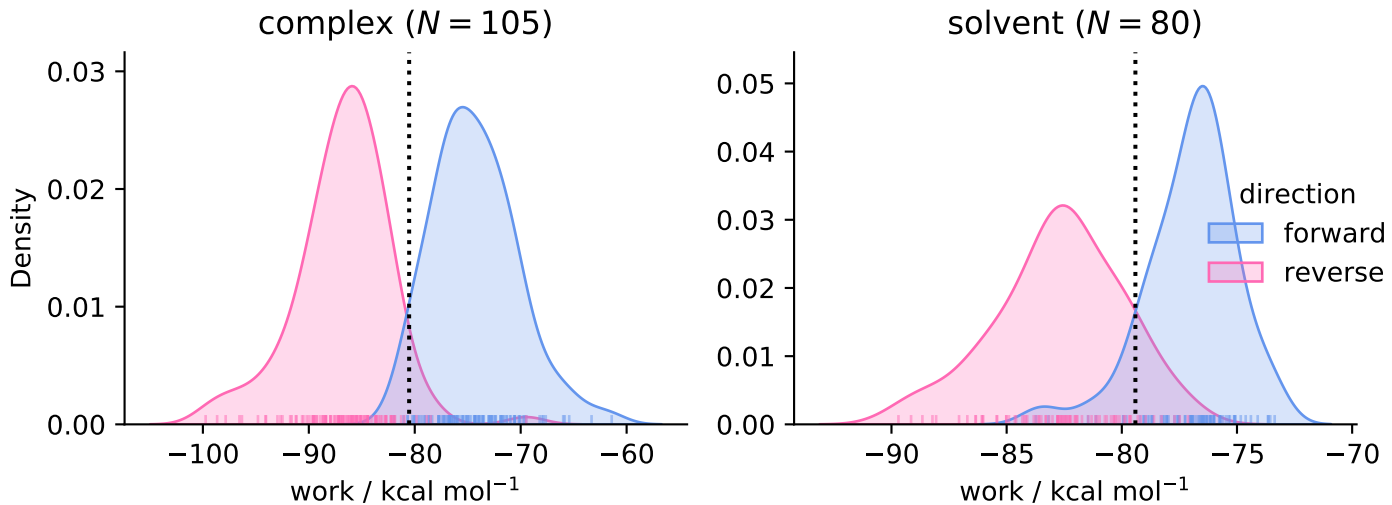 complex (N = 105)
0.03
0.02
0.01
0.00
Density
−100
−90
−80
−70
−60
work / kcal mol⁻¹
solvent (N = 80)
0.05
0.04
0.03
0.02
0.01
0.00
direction
forward
reverse
−90
−85
−80
−75
−70
work / kcal mol⁻¹